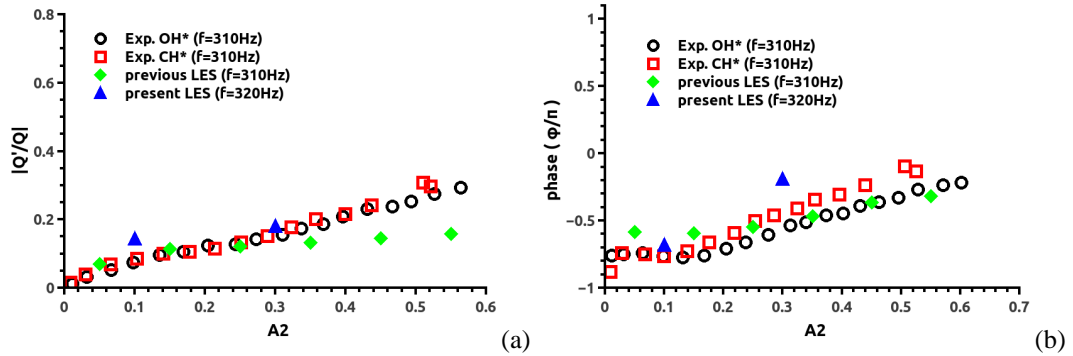 0.8
0.6
0.4
0.2
0
|Q'/Q|
Exp. OH* (f=310Hz)
Exp. CH* (f=310Hz)
previous LES (f=310Hz)
present LES (f=320Hz)
0 0.1 0.2 0.3 0.4 0.5 0.6
A2
(a)
1
0.5
0
−0.5
−1
phase ( φ/π )
Exp. OH* (f=310Hz)
Exp. CH* (f=310Hz)
previous LES (f=310Hz)
present LES (f=320Hz)
0 0.1 0.2 0.3 0.4 0.5 0.6 0.7
A2
(b)